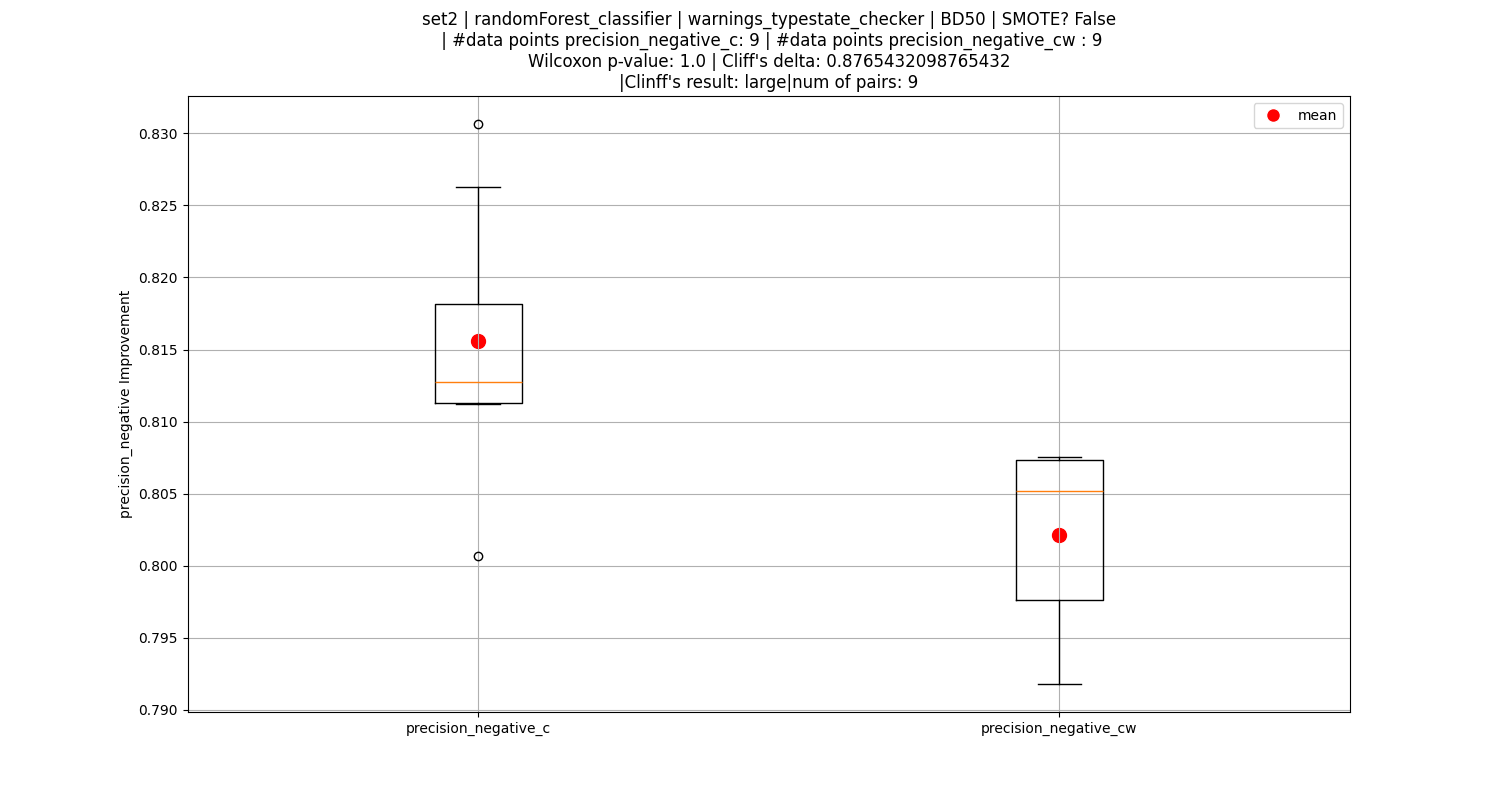 set2 | randomForest_classifier | warnings_typestate_checker | BD50 | SMOTE? False
| #data points precision_negative_c: 9 | #data points precision_negative_cw : 9
Wilcoxon p-value: 1.0 | Cliff's delta: 0.8765432098765432
|Clinff's result: large|num of pairs: 9
mean
0.830
0.825
0.820
0.815
0.810
0.805
0.800
0.795
0.790
precision_negative Improvement
precision_negative_c
precision_negative_cw